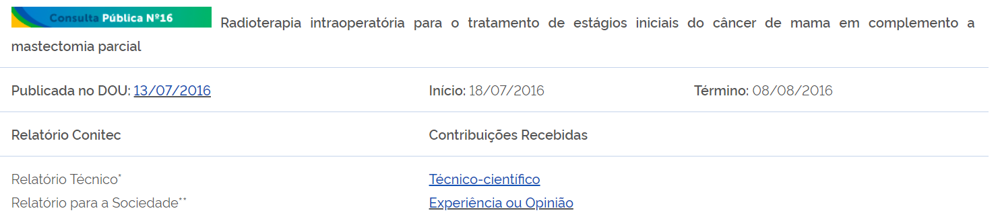 Consulta Pública Nº16 Radioterapia intraoperatória para o tratamento de estágios iniciais do câncer de mama em complemento a
mastectomia parcial
Publicada no DOU: 13/07/2016 Início: 18/07/2016 Término: 08/08/2016
Relatório Conitec Contribuições Recebidas
Relatório Técnico* Técnico-científico
Relatório para a Sociedade** Experiência ou Opinião